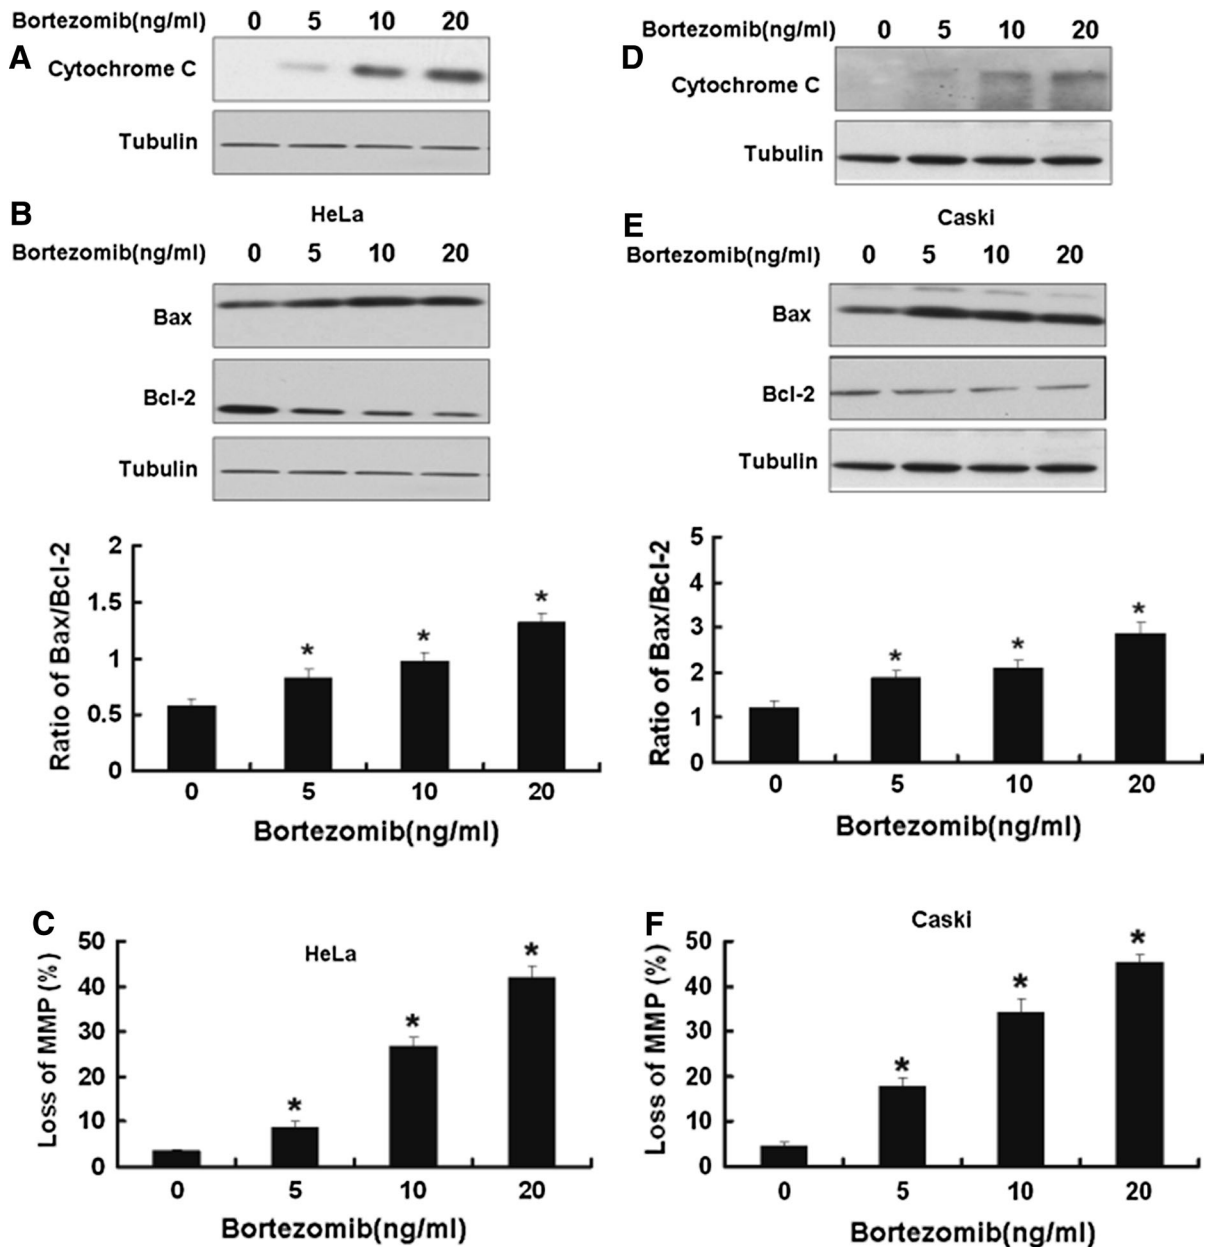 Bortezomib(ng/ml) 0 5 10 20
A
Cytochrome C
Tubulin
HeLa
B
Bortezomib(ng/ml) 0 5 10 20
Bax
Bcl-2
Tubulin
Ratio of Bax/Bcl-2
2
1.5
1
0.5
0
* * *
0 5 10 20
Bortezomib(ng/ml)
C
HeLa
Loss of MMP (%)
50
40
30
20
10
0
* * *
0 5 10 20
Bortezomib(ng/ml)
Bortezomib(ng/ml) 0 5 10 20
D
Cytochrome C
Tubulin
Caski
E
Bortezomib(ng/ml) 0 5 10 20
Bax
Bcl-2
Tubulin
Ratio of Bax/Bcl-2
5
4
3
2
1
0
* * *
0 5 10 20
Bortezomib(ng/ml)
F
Caski
Loss of MMP (%)
50
40
30
20
10
0
* * *
0 5 10 20
Bortezomib(ng/ml)